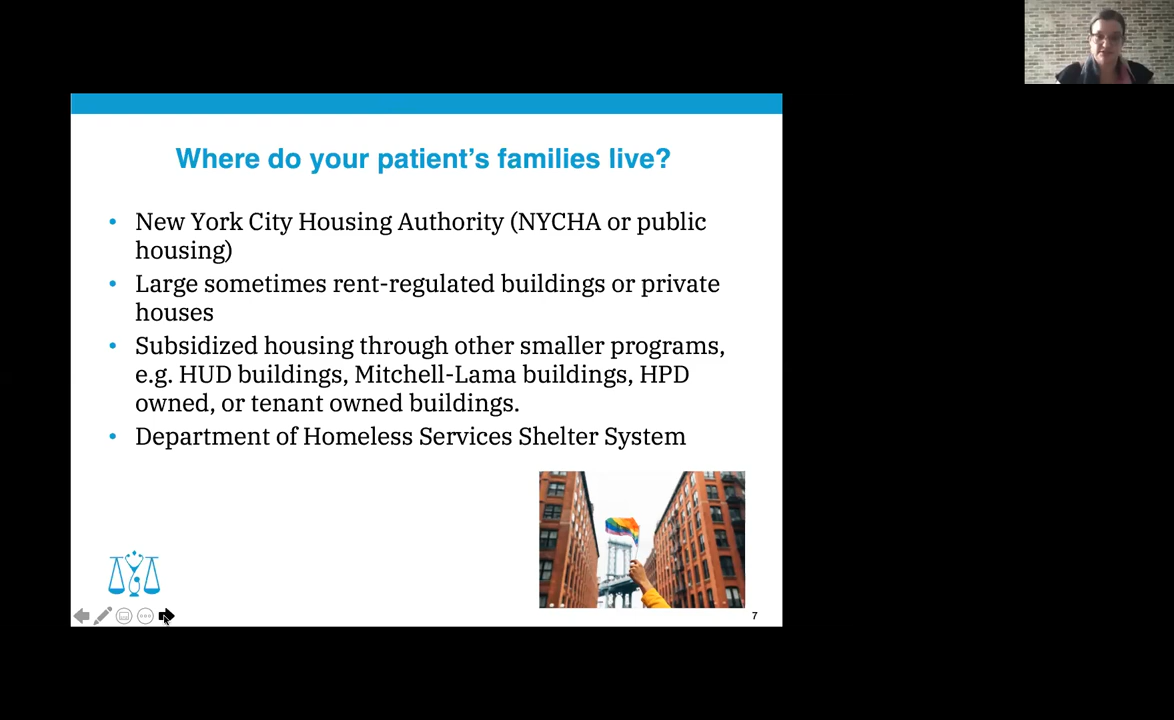 Where do your patient's families live?
• New York City Housing Authority (NYCHA or public
housing)
• Large sometimes rent-regulated buildings or private
houses
• Subsidized housing through other smaller programs,
e.g. HUD buildings, Mitchell-Lama buildings, HPD
owned, or tenant owned buildings.
• Department of Homeless Services Shelter System
7